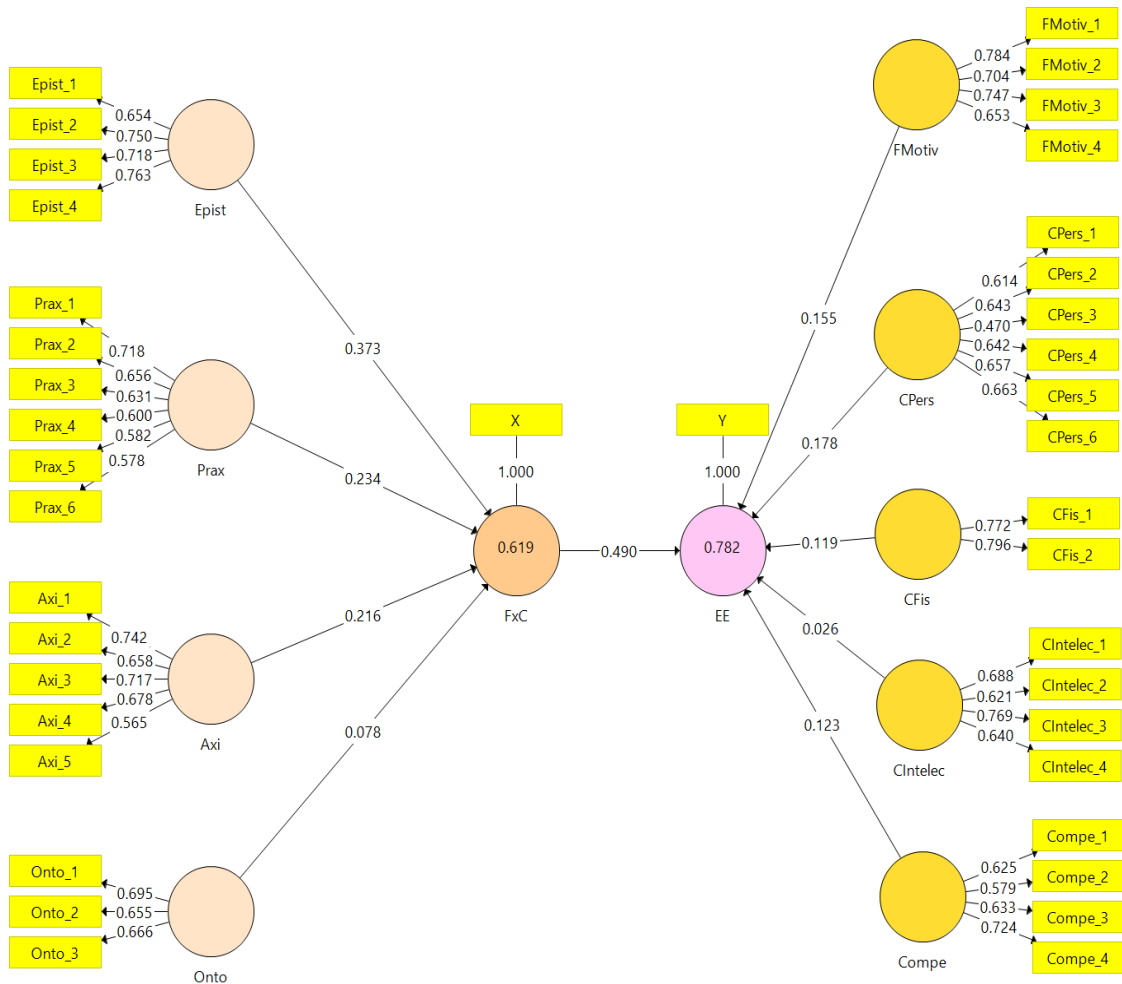 Epist_1
Epist_2
Epist_3
Epist_4
0.654
0.750
0.718
0.763
Epist
0.373
Prax_1
Prax_2
Prax_3
Prax_4
Prax_5
Prax_6
0.718
0.656
0.631
0.600
0.582
0.578
Prax
0.234
Axi_1
Axi_2
Axi_3
Axi_4
Axi_5
0.742
0.658
0.717
0.678
0.565
Axi
0.216
Onto_1
Onto_2
Onto_3
0.695
0.655
0.666
Onto
0.078
X
1.000
0.619
FxC
0.490
Y
1.000
0.782
EE
FMotiv_1
FMotiv_2
FMotiv_3
FMotiv_4
0.784
0.704
0.747
0.653
FMotiv
0.155
CPers_1
CPers_2
CPers_3
CPers_4
CPers_5
CPers_6
0.614
0.643
0.470
0.642
0.657
0.663
CPers
0.178
CFis_1
CFis_2
0.772
0.796
CFis
0.119
CIntelec_1
CIntelec_2
CIntelec_3
CIntelec_4
0.688
0.621
0.769
0.640
CIntelec
0.026
Compe_1
Compe_2
Compe_3
Compe_4
0.625
0.579
0.633
0.724
Compe
0.123